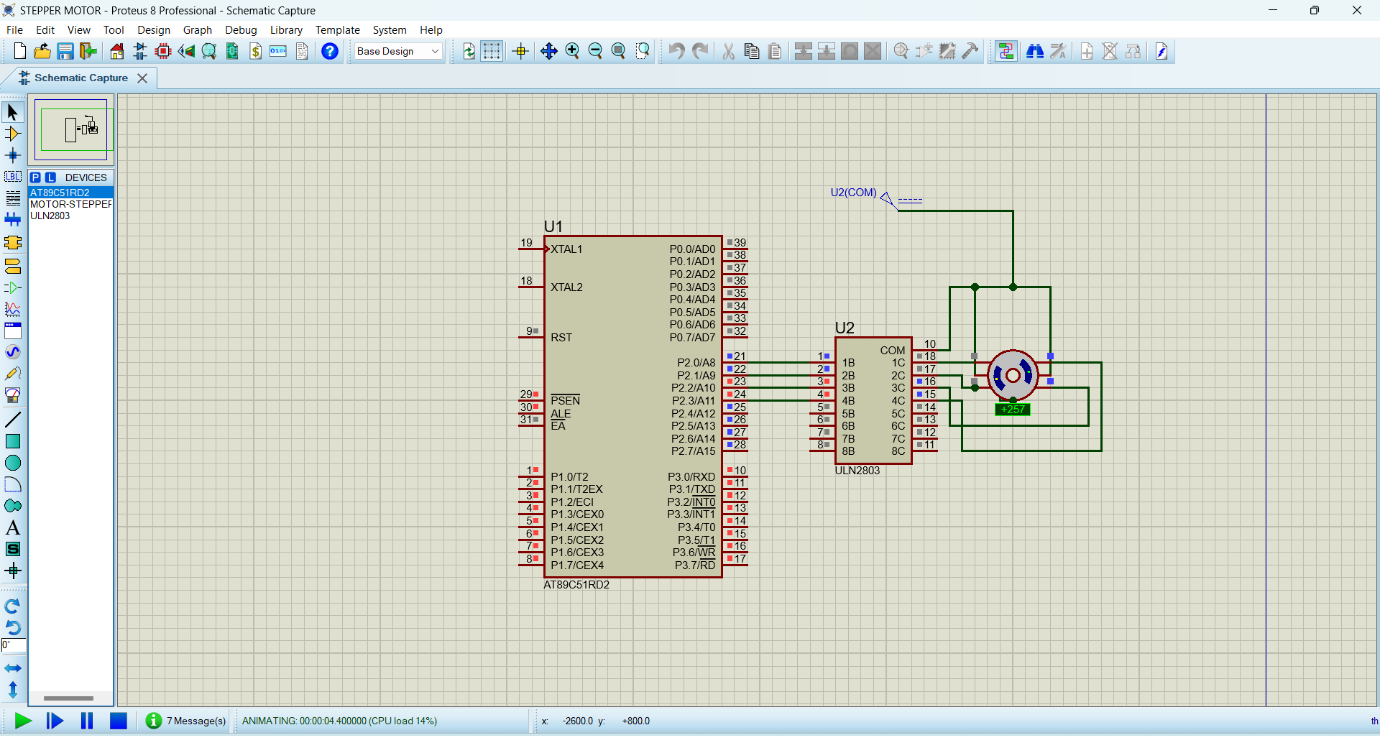 STEPPER MOTOR - Proteus 8 Professional - Schematic Capture
File Edit View Tool Design Graph Debug Library Template System Help
Base Design
Schematic Capture
P L DEVICES
AT89C51RD2
MOTOR-STEPPER
ULN2803
LBL
A
S
0°
U2(COM)
U1
19 XTAL1
18 XTAL2
9 RST
29 PSEN
30 ALE
31 EA
1 P1.0/T2
2 P1.1/T2EX
3 P1.2/ECI
4 P1.3/CEX0
5 P1.4/CEX1
6 P1.5/CEX2
7 P1.6/CEX3
8 P1.7/CEX4
P0.0/AD0 39
P0.1/AD1 38
P0.2/AD2 37
P0.3/AD3 36
P0.4/AD4 35
P0.5/AD5 34
P0.6/AD6 33
P0.7/AD7 32
P2.0/A8 21
P2.1/A9 22
P2.2/A10 23
P2.3/A11 24
P2.4/A12 25
P2.5/A13 26
P2.6/A14 27
P2.7/A15 28
P3.0/RXD 10
P3.1/TXD 11
P3.2/INT0 12
P3.3/INT1 13
P3.4/T0 14
P3.5/T1 15
P3.6/WR 16
P3.7/RD 17
AT89C51RD2
U2
COM 10
1 1B 1C 18
2 2B 2C 17
3 3B 3C 16
4 4B 4C 15
5 5B 5C 14
6 6B 6C 13
7 7B 7C 12
8 8B 8C 11
ULN2803
+257
7 Message(s) ANIMATING: 00:00:04.400000 (CPU load 14%) x: -2600.0 y: +800.0 th